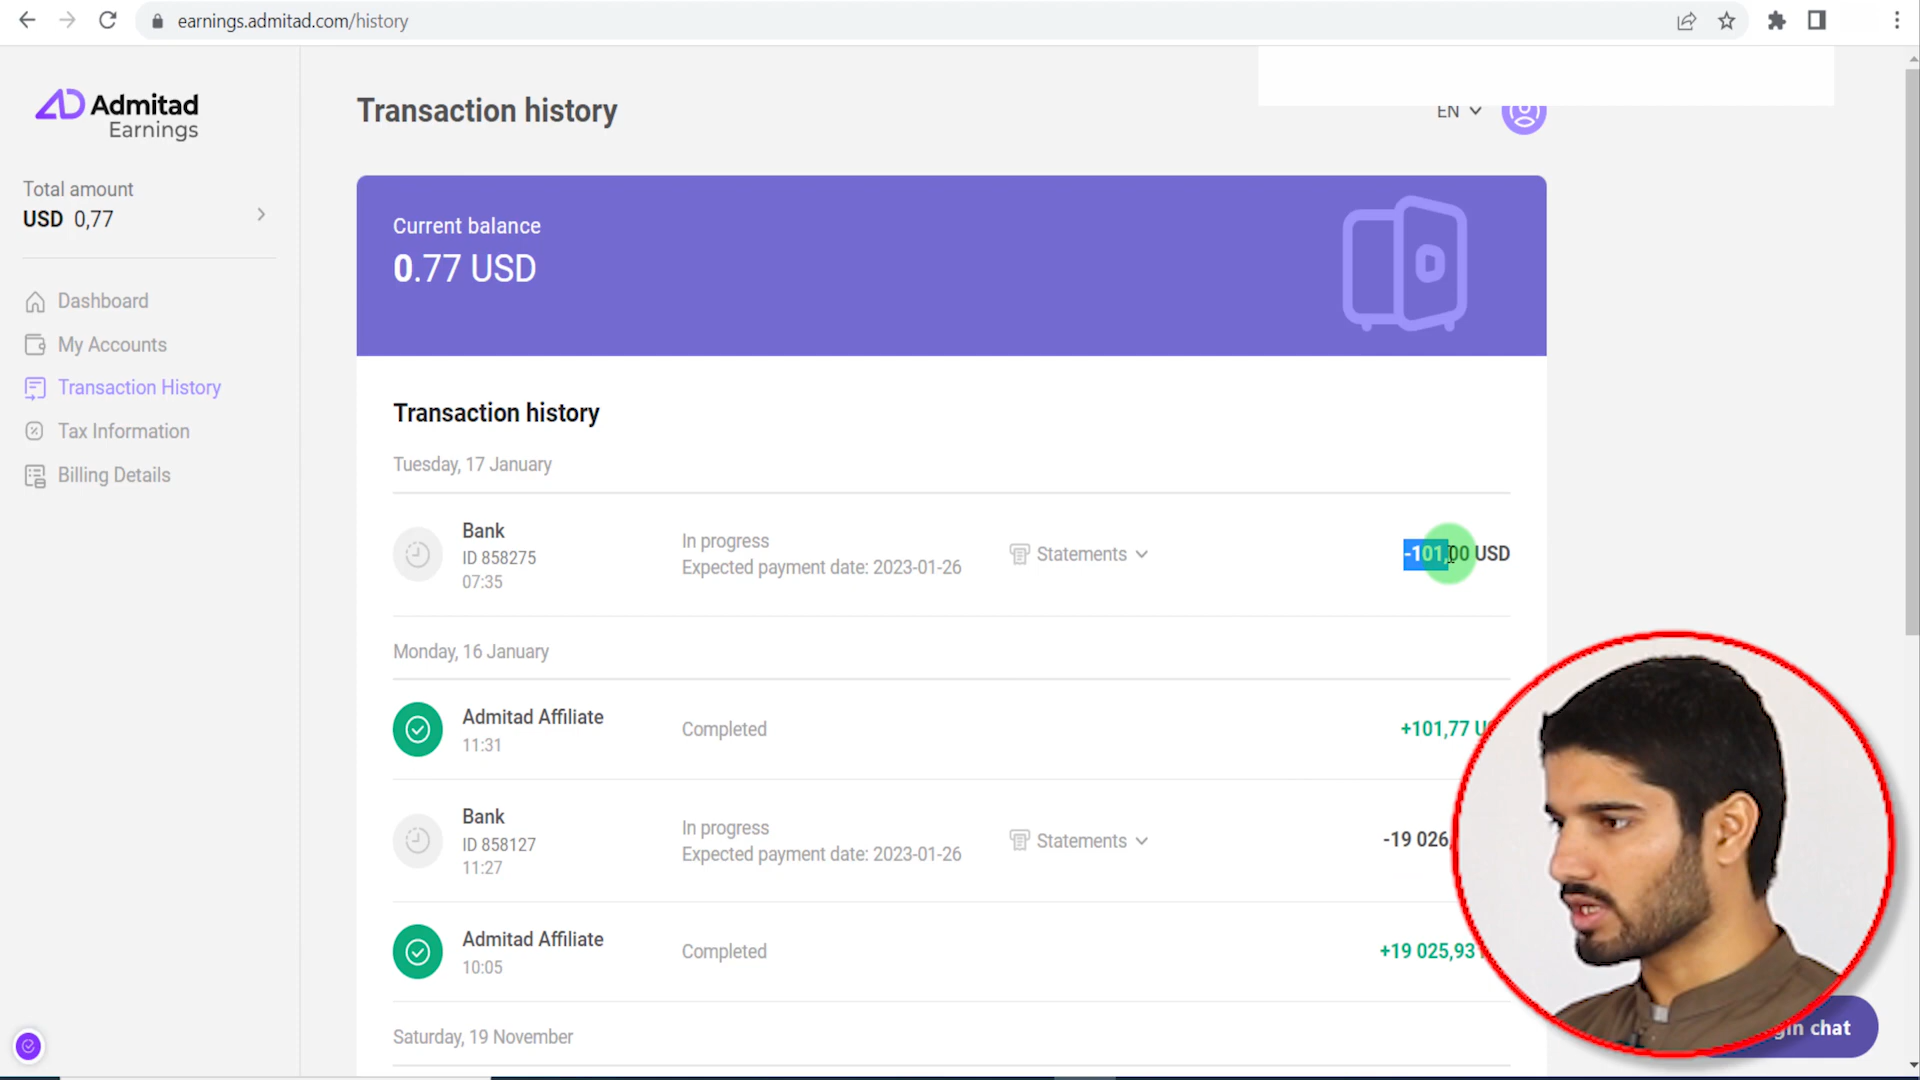 earnings.admitad.com/history
Admitad
Earnings
Total amount
USD 0,77
Dashboard
My Accounts
Transaction History
Tax Information
Billing Details
Transaction history
EN
Current balance
0.77 USD
Transaction history
Tuesday, 17 January
Bank
ID 858275
07:35
In progress
Expected payment date: 2023-01-26
Statements
-101,00 USD
Monday, 16 January
Admitad Affiliate
11:31
Completed
+101,77
Bank
ID 858127
11:27
In progress
Expected payment date: 2023-01-26
Statements
-19 026,
Admitad Affiliate
10:05
Completed
+19 025,93
Saturday, 19 November
chat